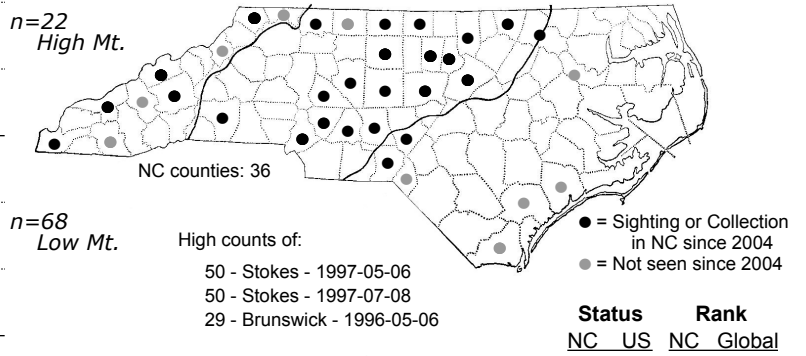 n=22
High Mt.
NC counties: 36
n=68
Low Mt.
High counts of:
50 - Stokes - 1997-05-06
50 - Stokes - 1997-07-08
29 - Brunswick - 1996-05-06
= Sighting or Collection
in NC since 2004
= Not seen since 2004
Status Rank
NC US NC Global